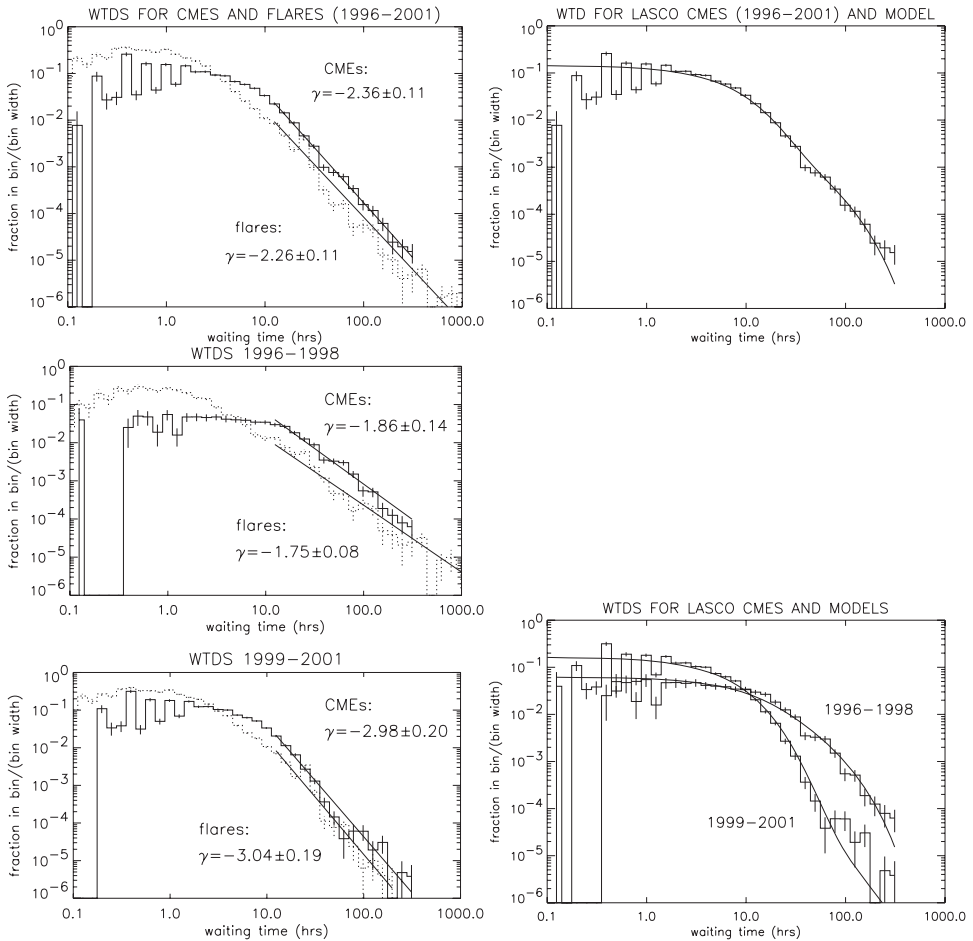 WTDS FOR CMES AND FLARES (1996−2001)
fraction in bin/(bin width)
10^0
10^−1
10^−2
10^−3
10^−4
10^−5
10^−6
CMEs:
γ=−2.36±0.11
flares:
γ=−2.26±0.11
0.1 1.0 10.0 100.0 1000.0
waiting time (hrs)
WTD FOR LASCO CMES (1996−2001) AND MODEL
fraction in bin/(bin width)
10^0
10^−1
10^−2
10^−3
10^−4
10^−5
10^−6
0.1 1.0 10.0 100.0 1000.0
waiting time (hrs)
WTDS 1996−1998
fraction in bin/(bin width)
10^0
10^−1
10^−2
10^−3
10^−4
10^−5
10^−6
CMEs:
γ=−1.86±0.14
flares:
γ=−1.75±0.08
0.1 1.0 10.0 100.0 1000.0
waiting time (hrs)
WTDS 1999−2001
fraction in bin/(bin width)
10^0
10^−1
10^−2
10^−3
10^−4
10^−5
10^−6
CMEs:
γ=−2.98±0.20
flares:
γ=−3.04±0.19
0.1 1.0 10.0 100.0 1000.0
waiting time (hrs)
WTDS FOR LASCO CMES AND MODELS
fraction in bin/(bin width)
10^0
10^−1
10^−2
10^−3
10^−4
10^−5
10^−6
1996−1998
1999−2001
0.1 1.0 10.0 100.0 1000.0
waiting time (hrs)